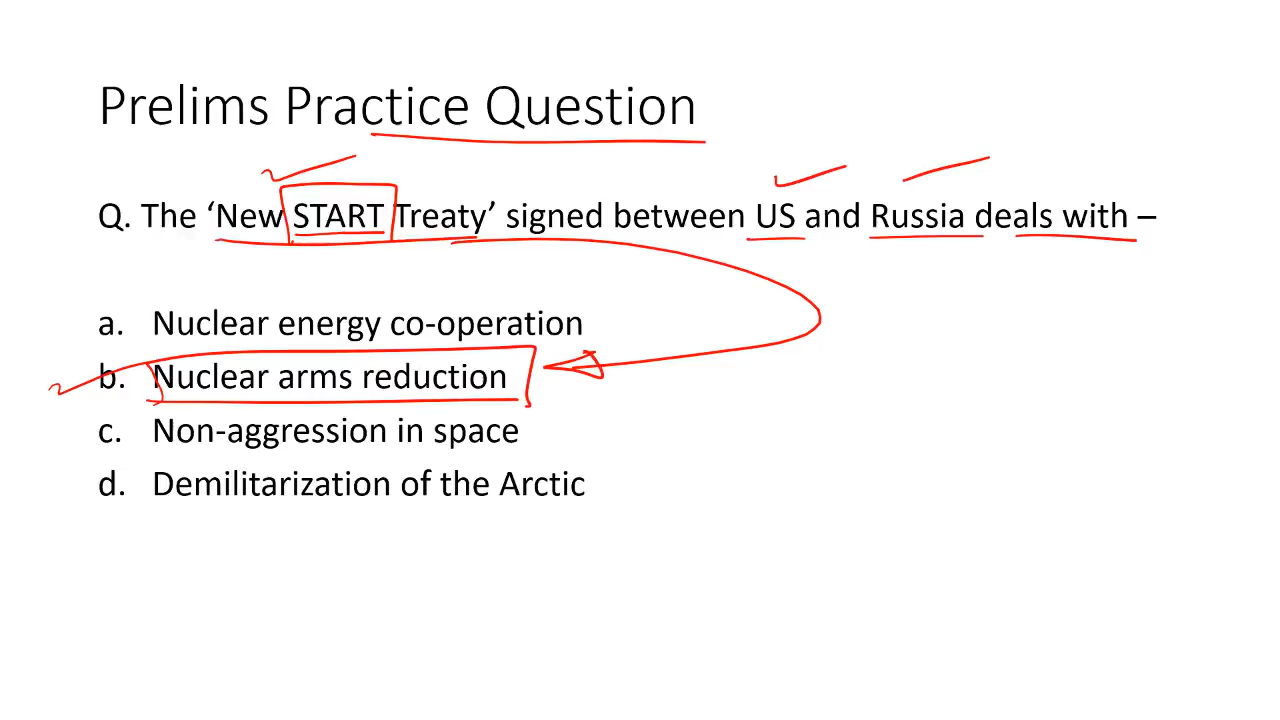 Prelims Practice Question
Q. The ‘New START Treaty’ signed between US and Russia deals with –
a. Nuclear energy co-operation
b. Nuclear arms reduction
c. Non-aggression in space
d. Demilitarization of the Arctic